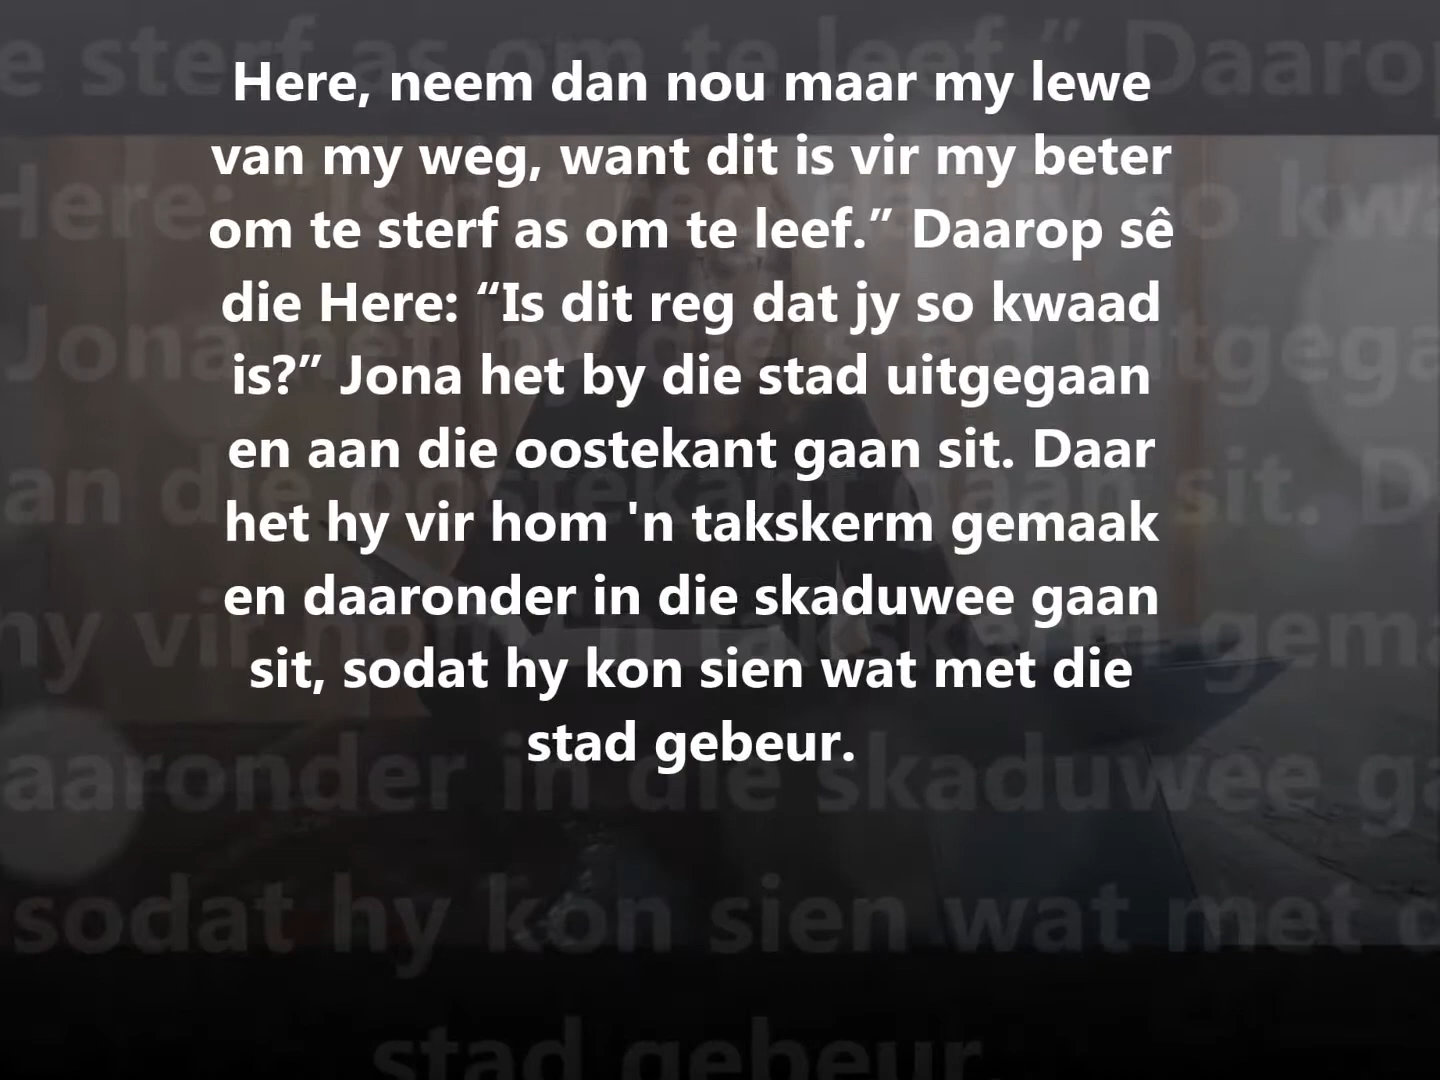 Here, neem dan nou maar my lewe
van my weg, want dit is vir my beter
om te sterf as om te leef.” Daarop sê
die Here: “Is dit reg dat jy so kwaad
is?” Jona het by die stad uitgegaan
en aan die oostekant gaan sit. Daar
het hy vir hom 'n takskerm gemaak
en daaronder in die skaduwee gaan
sit, sodat hy kon sien wat met die
stad gebeur.